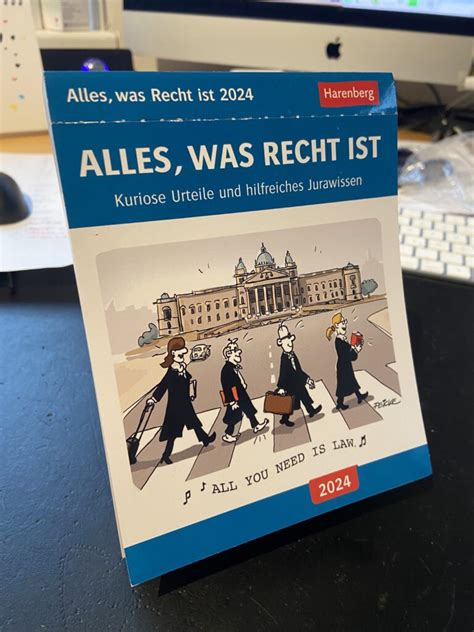 Alles, was Recht ist 2024
Harenberg
ALLES, WAS RECHT IST
Kuriose Urteile und hilfreiches Jurawissen
ALL YOU NEED IS LAW.
2024